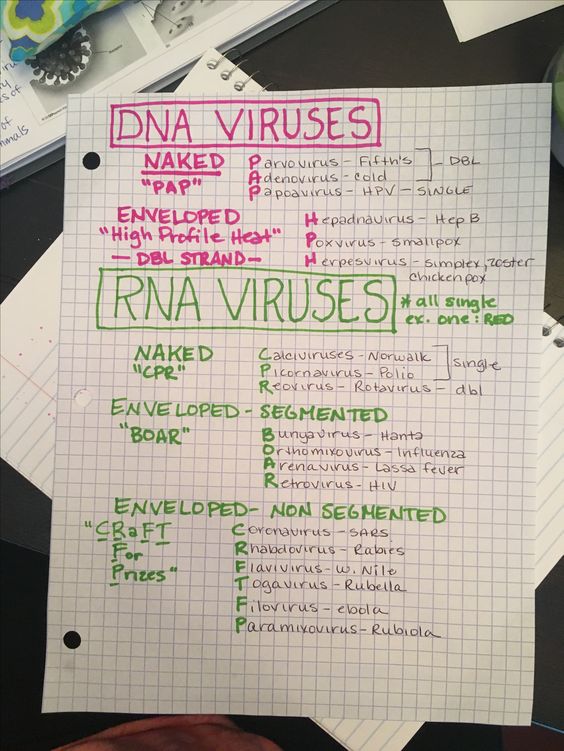 DNA VIRUSES
NAKED
"PAP"
Parvovirus - Fifth's
Adenovirus - cold
DBL
Papoavirus - HPV - SINGLE
ENVELOPED
"High Profile Heat"
- DBL STRAND -
Hepadnavirus - Hep B
Poxvirus - smallpox
Herpesvirus - simplex, zoster
chickenpox
RNA VIRUSES
* all single
ex. one: RED
NAKED
"CPR"
Calciviruses - Norwalk
Picornavirus - Polio
single
Reovirus - Rotavirus - dbl
ENVELOPED - SEGMENTED
"BOAR"
Bunyavirus - Hanta
Orthomixovirus - Influenza
Arenavirus - Lassa fever
Retrovirus - HIV
ENVELOPED - NON SEGMENTED
"CRaFT
For
Prizes"
Coronavirus - SARS
Rhabdovirus - Rabies
Flavivirus - W. Nile
Togavirus - Rubella
Filovirus - ebola
Paramixovirus - Rubiola